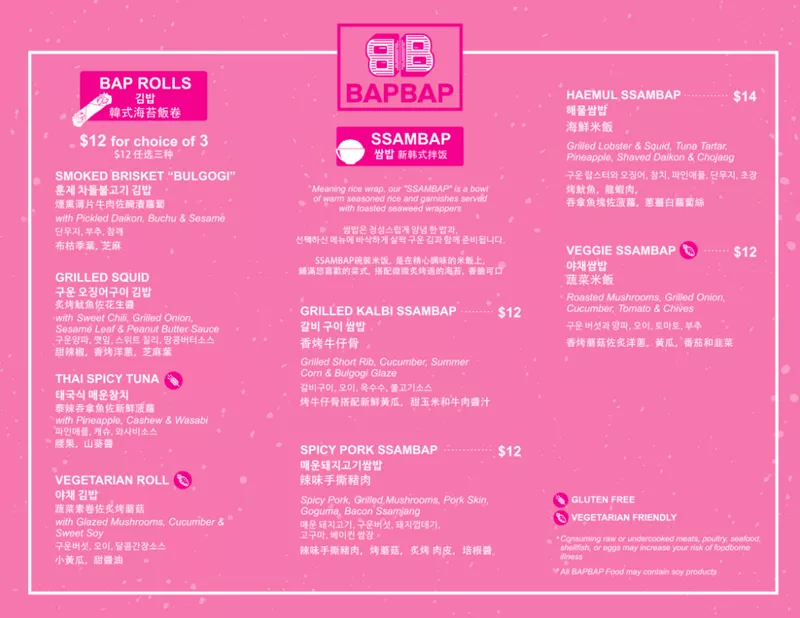 BAP ROLLS
김밥
韓式海苔飯卷
$12 for choice of 3
$12 任选三种
SMOKED BRISKET “BULGOGI”
훈제 차돌불고기 김밥
煙熏薄片牛肉佐醃漬蘿蔔
with Pickled Daikon, Buchu & Sesame
단무지, 부추, 참깨
布枯季葉, 芝麻
GRILLED SQUID
구운 오징어구이 김밥
炙烤魷魚佐花生醬
with Sweet Chili, Grilled Onion,
Sesame Leaf & Peanut Butter Sauce
구운양파, 깻잎, 스위트 칠리, 땅콩버터소스
甜辣椒, 香烤洋蔥, 芝麻葉
THAI SPICY TUNA
태국식 매운참치
泰辣吞拿魚佐新鮮菠蘿
with Pineapple, Cashew & Wasabi
파인애플, 캐슈, 와사비소스
腰果, 山葵醬
VEGETARIAN ROLL
야채 김밥
蔬菜素卷佐炙烤蘑菇
with Glazed Mushrooms, Cucumber &
Sweet Soy
구운버섯, 오이, 달콤간장소스
小黃瓜, 甜醬油
BB
BAPBAP
SSAMBAP
쌈밥 新韩式拌饭
Meaning rice wrap, our "SSAMBAP" is a bowl
of warm seasoned rice and garnishes served
with toasted seaweed wrappers
쌈밥은 정성스럽게 양념 한 밥과,
선택하신 메뉴에 바삭하게 살짝 구운 김과 함께 준비됩니다.
SSAMBAP
是在精心調味的米飯上,
鋪滿您喜歡的菜式, 搭配微微炙烤過的海苔, 香脆可口
GRILLED KALBI SSAMBAP ············ $12
갈비 구이 쌈밥
香烤牛仔骨
Grilled Short Rib, Cucumber, Summer
Corn & Bulgogi Glaze
갈비구이, 오이, 옥수수, 불고기소스
烤牛仔骨搭配新鮮黃瓜, 甜玉米和牛肉醬汁
SPICY PORK SSAMBAP ············ $12
매운돼지고기쌈밥
辣味手撕豬肉
Spicy Pork, Grilled Mushrooms, Pork Skin,
Goguma, Bacon Ssamjang
매운 돼지고기, 구운버섯, 돼지껍데기,
고구마, 베이컨 쌈장
辣味手撕豬肉, 烤蘑菇, 炙烤 肉皮, 培根醬,
HAEMUL SSAMBAP ············ $14
해물쌈밥
海鮮米飯
Grilled Lobster & Squid, Tuna Tartar,
Pineapple, Shaved Daikon & Chojang
구운 랍스터와 오징어, 참치, 파인애플, 단무지, 초장
烤魷魚, 龍蝦肉,
吞拿魚塊佐菠蘿, 蔥薑白蘿蔔絲
VEGGIE SSAMBAP ············ $12
야채쌈밥
蔬菜米飯
Roasted Mushrooms, Grilled Onion,
Cucumber, Tomato & Chives
구운 버섯과 양파, 오이, 토마토, 부추
香烤蘑菇佐炙洋蔥, 黃瓜, 番茄和韭菜
GLUTEN FREE
VEGETARIAN FRIENDLY
* Consuming raw or undercooked meats, poultry, seafood,
shellfish, or eggs may increase your risk of foodborne
illness
* All BAPBAP Food may contain soy products